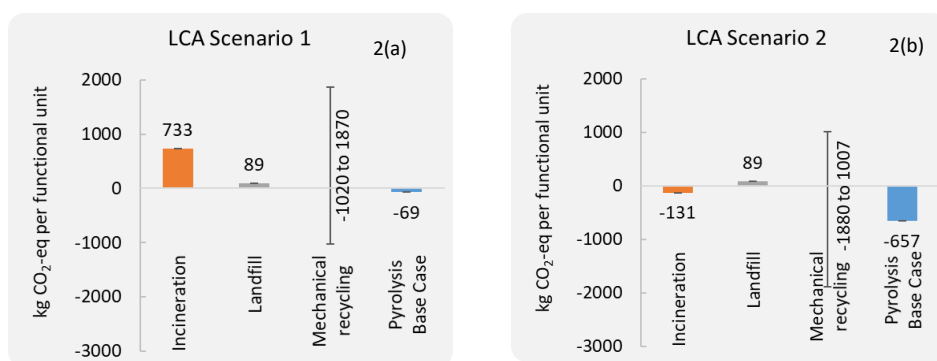 LCA Scenario 1
2(a)
kg CO₂-eq per functional unit
2000
1000
0
-1000
-2000
-3000
733
89
-1020 to 1870
-69
Incineration
Landfill
Mechanical
recycling
Pyrolysis
Base Case
LCA Scenario 2
2(b)
kg CO₂-eq per functional unit
2000
1000
0
-1000
-2000
-3000
-131
89
-1880 to 1007
-657
Incineration
Landfill
Mechanical
recycling
Pyrolysis
Base Case